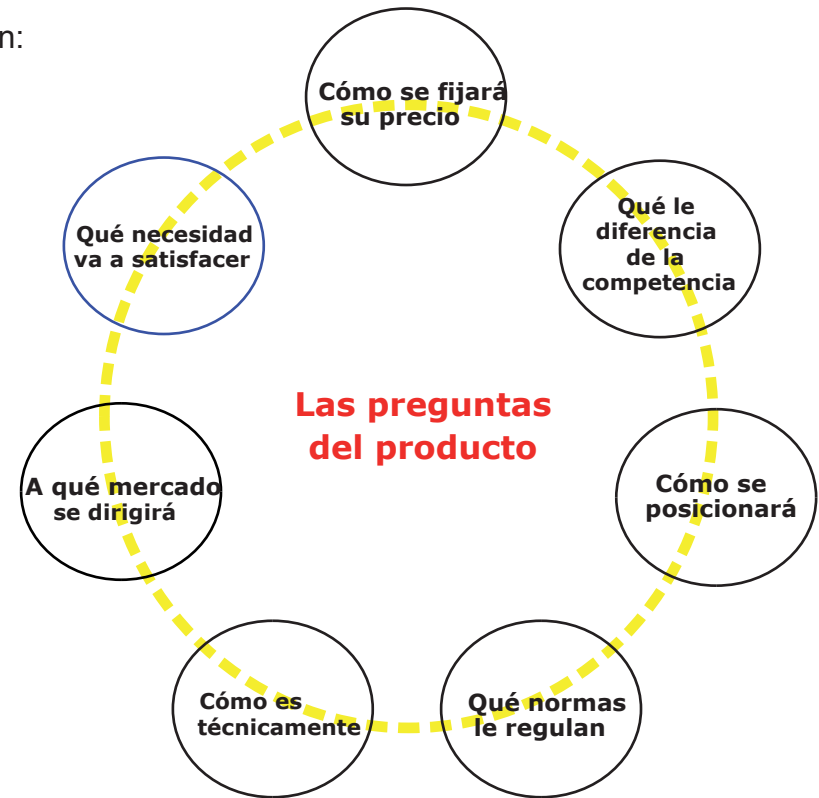 n:
Cómo se fijará
su precio
Qué le
diferencia
de la
competencia
Cómo se
posicionará
Qué normas
le regulan
Cómo es
técnicamente
A qué mercado
se dirigirá
Qué necesidad
va a satisfacer
Las preguntas
del producto